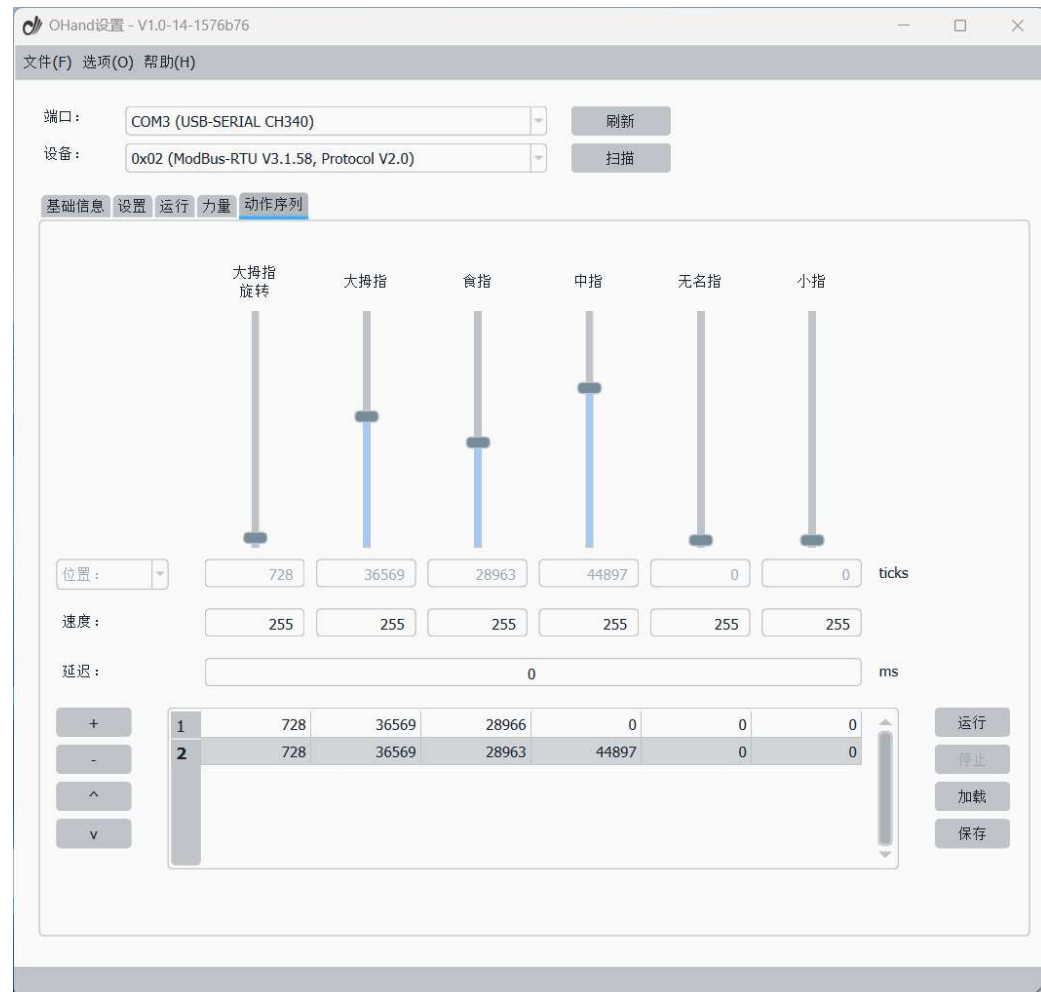 OHand设置 - V1.0-14-1576b76
文件(F) 选项(O) 帮助(H)
端口： COM3 (USB-SERIAL CH340) 刷新
设备： 0x02 (ModBus-RTU V3.1.58, Protocol V2.0) 扫描
基础信息 设置 运行 力量 动作序列
大拇指旋转 大拇指 食指 中指 无名指 小指
位置： 728 36569 28963 44897 0 0 ticks
速度： 255 255 255 255 255 255
延迟： 0 ms
+ 1 728 36569 28966 0 0 0 运行
- 2 728 36569 28963 44897 0 0 停止
^ 加载
v 保存